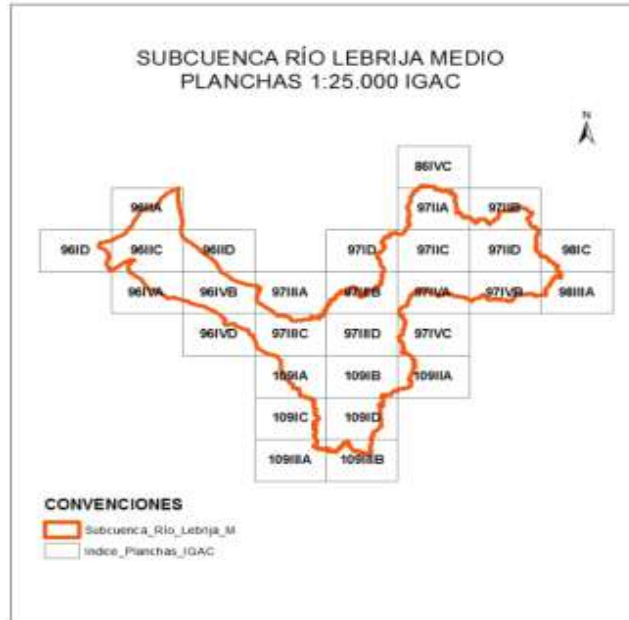 SUBCUENCA RÍO LEBRIJA MEDIO
PLANCHAS 1:25.000 IGAC
N
86IVC
96IIA 97IIA 97IIB
96ID 96IIC 96IID 97ID 97IIC 97IID 98IC
96IVA 96IVB 97IIIA 97IIIB 97IVA 97IVB 98IIIA
96IVD 97IIIC 97IIID 97IVC
109IA 109IB 109IIA
109IC 109ID
109IIIA 109IIIB
CONVENCIONES
Subcuenca_Río_Lebrija_M
Indice_Planchas_IGAC